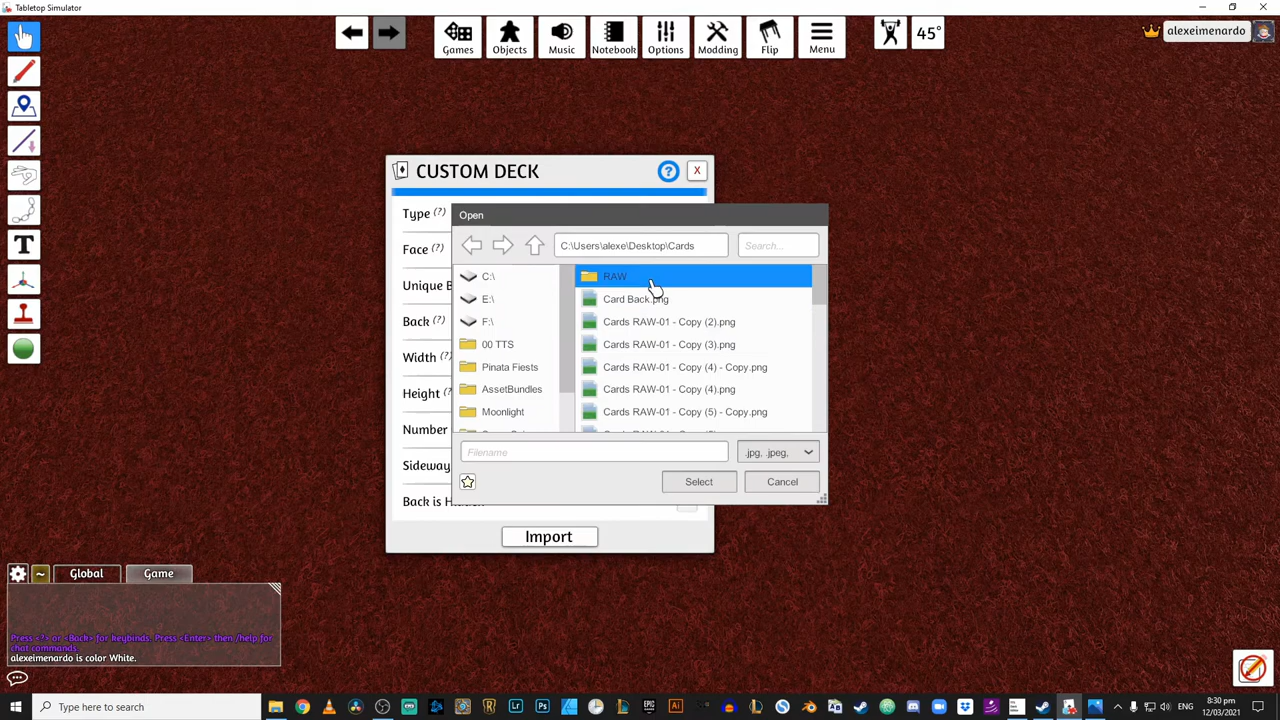 Tabletop Simulator
Games
Objects
Music
Notebook
Options
Modding
Flip
Menu
45°
alexeimenardo
CUSTOM DECK
?
X
Type (?)
Face (?)
Unique B
Back (?)
Width (?)
Height (?)
Number
Sideway
Back is Hidden
Import
Open
C:\Users\alexe\Desktop\Cards
Search...
C:\
E:\
F:\
00 TTS
Pinata Fiests
AssetBundles
Moonlight
RAW
Card Back.png
Cards RAW-01 - Copy (2).png
Cards RAW-01 - Copy (3).png
Cards RAW-01 - Copy (4) - Copy.png
Cards RAW-01 - Copy (4).png
Cards RAW-01 - Copy (5) - Copy.png
Filename
.jpg, .jpeg,
Select
Cancel
T
~
Global
Game
Press <?> or <Back> for keybinds. Press <Enter> then /help for
chat commands.
alexeimenardo is color White.
Type here to search
ENG
8:30 pm
12/03/2021